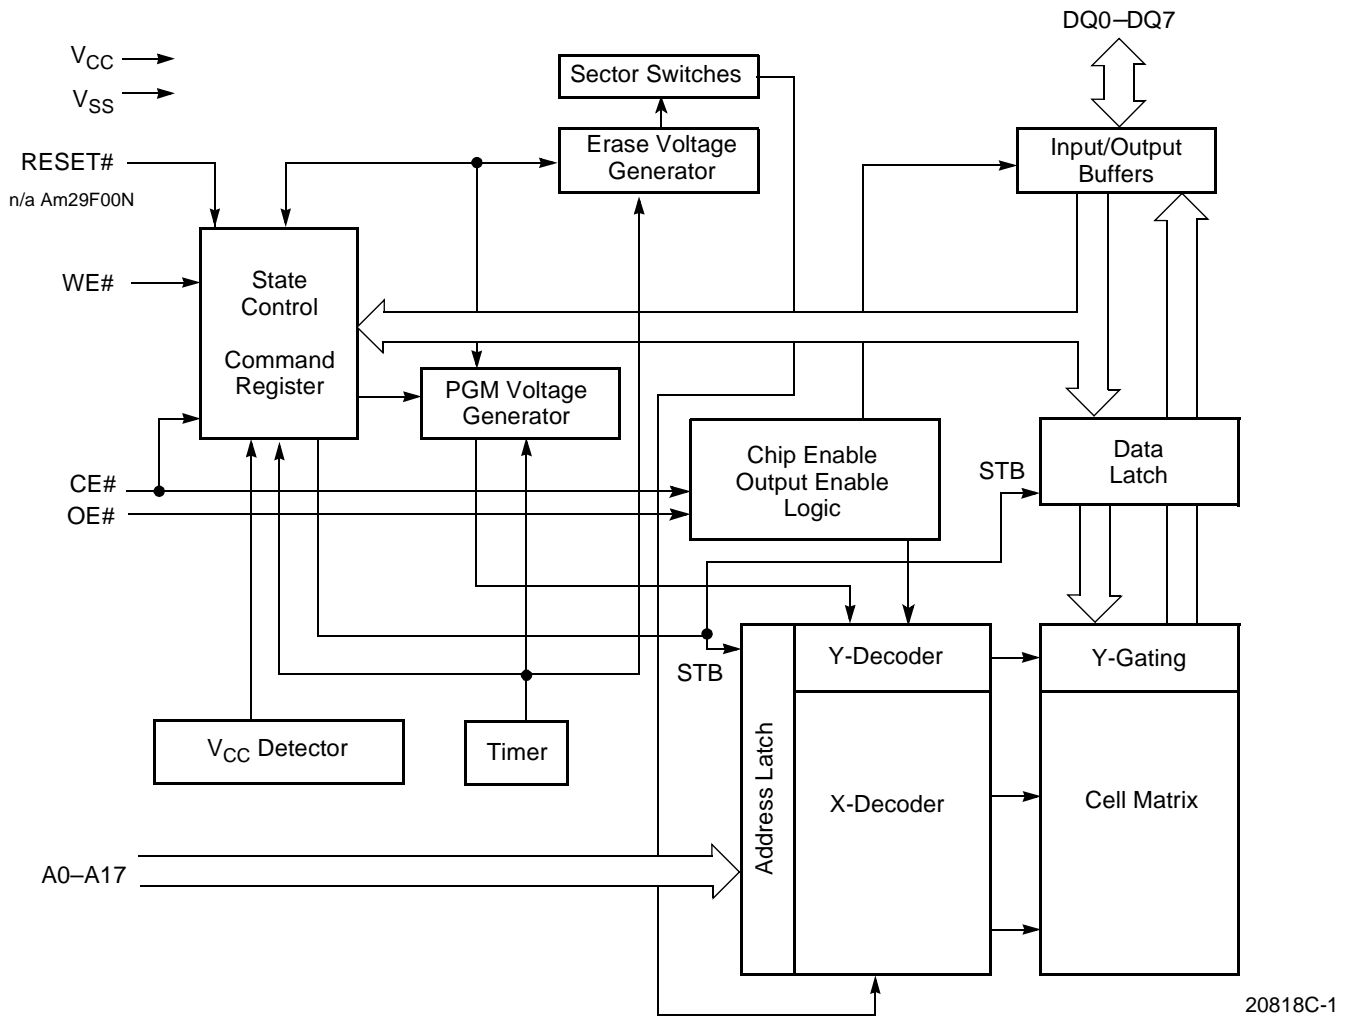 DQ0–DQ7
VCC
VSS
Sector Switches
Erase Voltage
Generator
Input/Output
Buffers
RESET#
n/a Am29F00N
WE#
State
Control
Command
Register
PGM Voltage
Generator
CE#
OE#
Chip Enable
Output Enable
Logic
STB
Data
Latch
STB
Y-Decoder
Y-Gating
VCC Detector
Timer
Address Latch
X-Decoder
Cell Matrix
A0–A17
20818C-1